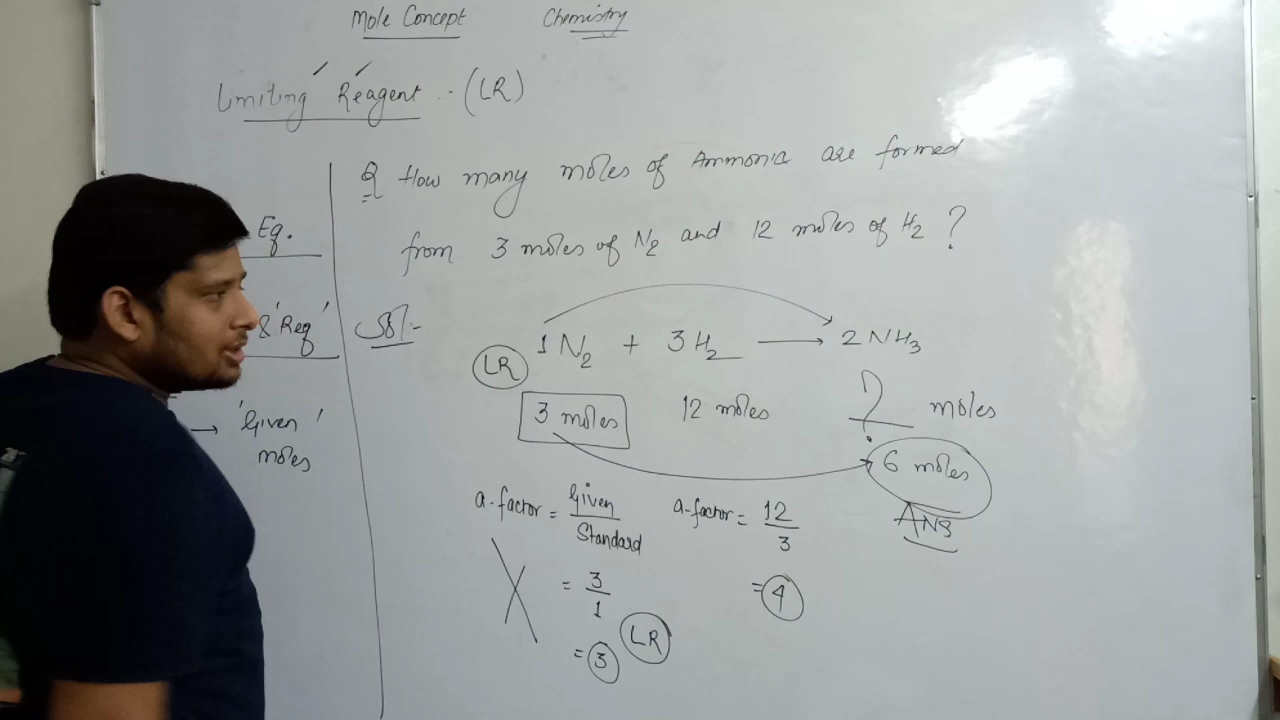 Mole Concept Chemistry
Limiting Reagent .. (LR)
Eq.
& 'Req'
→ 'Given'
moles
Q How many moles of Ammonia are formed
from 3 moles of N₂ and 12 moles of H₂ ?
Sol:-
1 N₂ + 3 H₂ → 2 NH₃
LR
3 moles 12 moles ? moles
6 moles
ANS
a-factor = Given / Standard a-factor = 12 / 3
= 3 / 1 = 4
= 3 LR